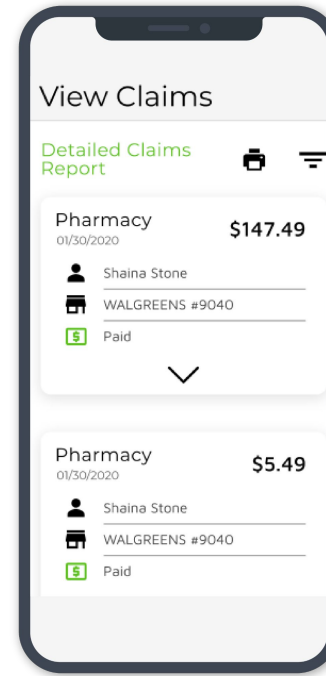 View Claims
Detailed Claims
Report
Pharmacy
$147.49
01/30/2020
Shaina Stone
WALGREENS #9040
$ Paid
Pharmacy
$5.49
01/30/2020
Shaina Stone
WALGREENS #9040
$ Paid